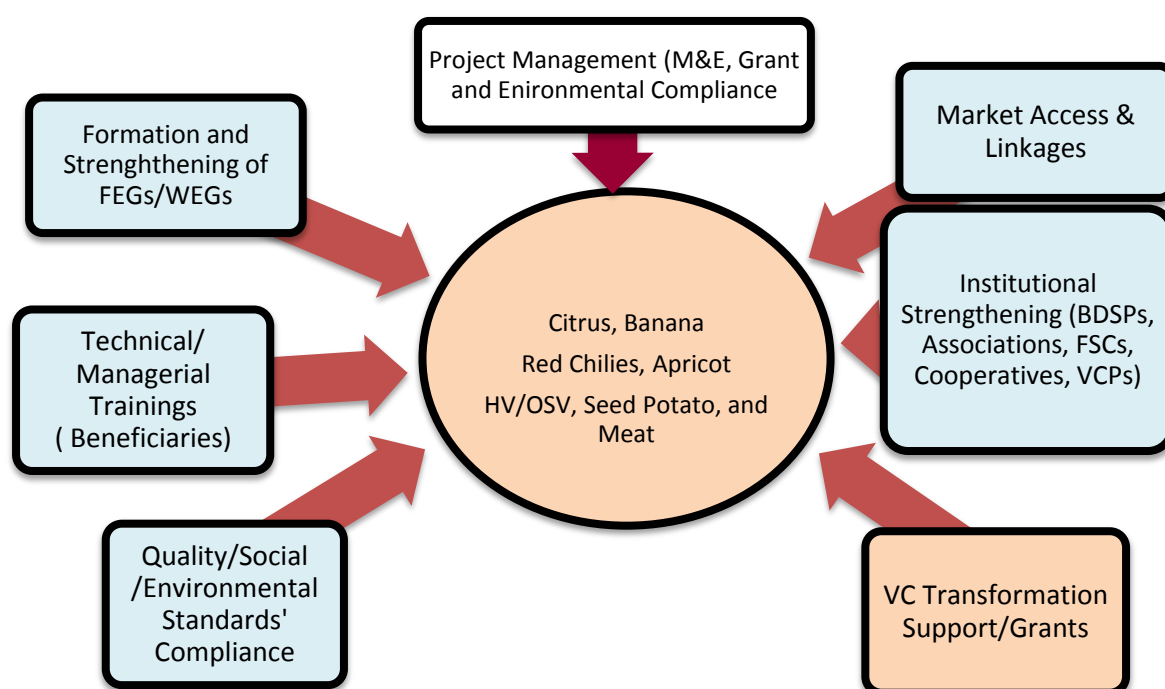 Project Management (M&E, Grant
and Enironmental Compliance
Formation and
Strenghthening of
FEGs/WEGs
Market Access &
Linkages
Technical/
Managerial
Trainings
( Beneficiaries)
Citrus, Banana
Red Chilies, Apricot
HV/OSV, Seed Potato, and
Meat
Institutional
Strengthening (BDSPs,
Associations, FSCs,
Cooperatives, VCPs)
Quality/Social
/Environmental
Standards'
Compliance
VC Transformation
Support/Grants